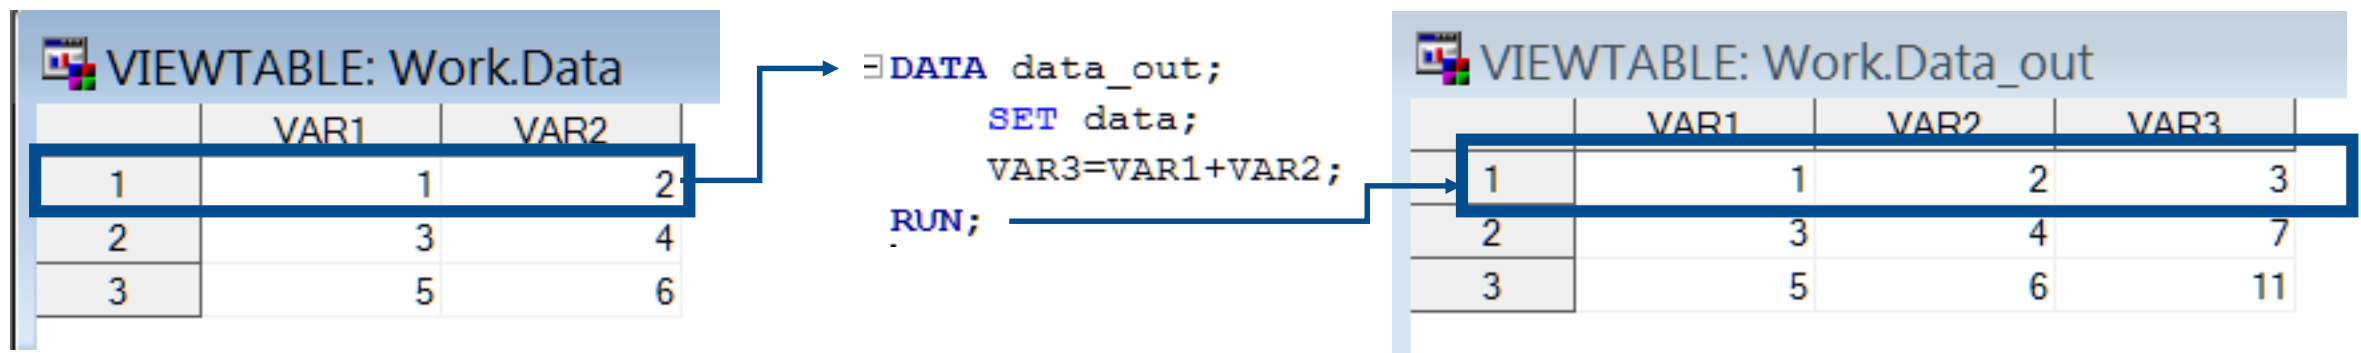 VIEWTABLE: Work.Data
VAR1 VAR2
1 1 2
2 3 4
3 5 6
DATA data_out;
SET data;
VAR3=VAR1+VAR2;
RUN;
VIEWTABLE: Work.Data_out
VAR1 VAR2 VAR3
1 1 2 3
2 3 4 7
3 5 6 11